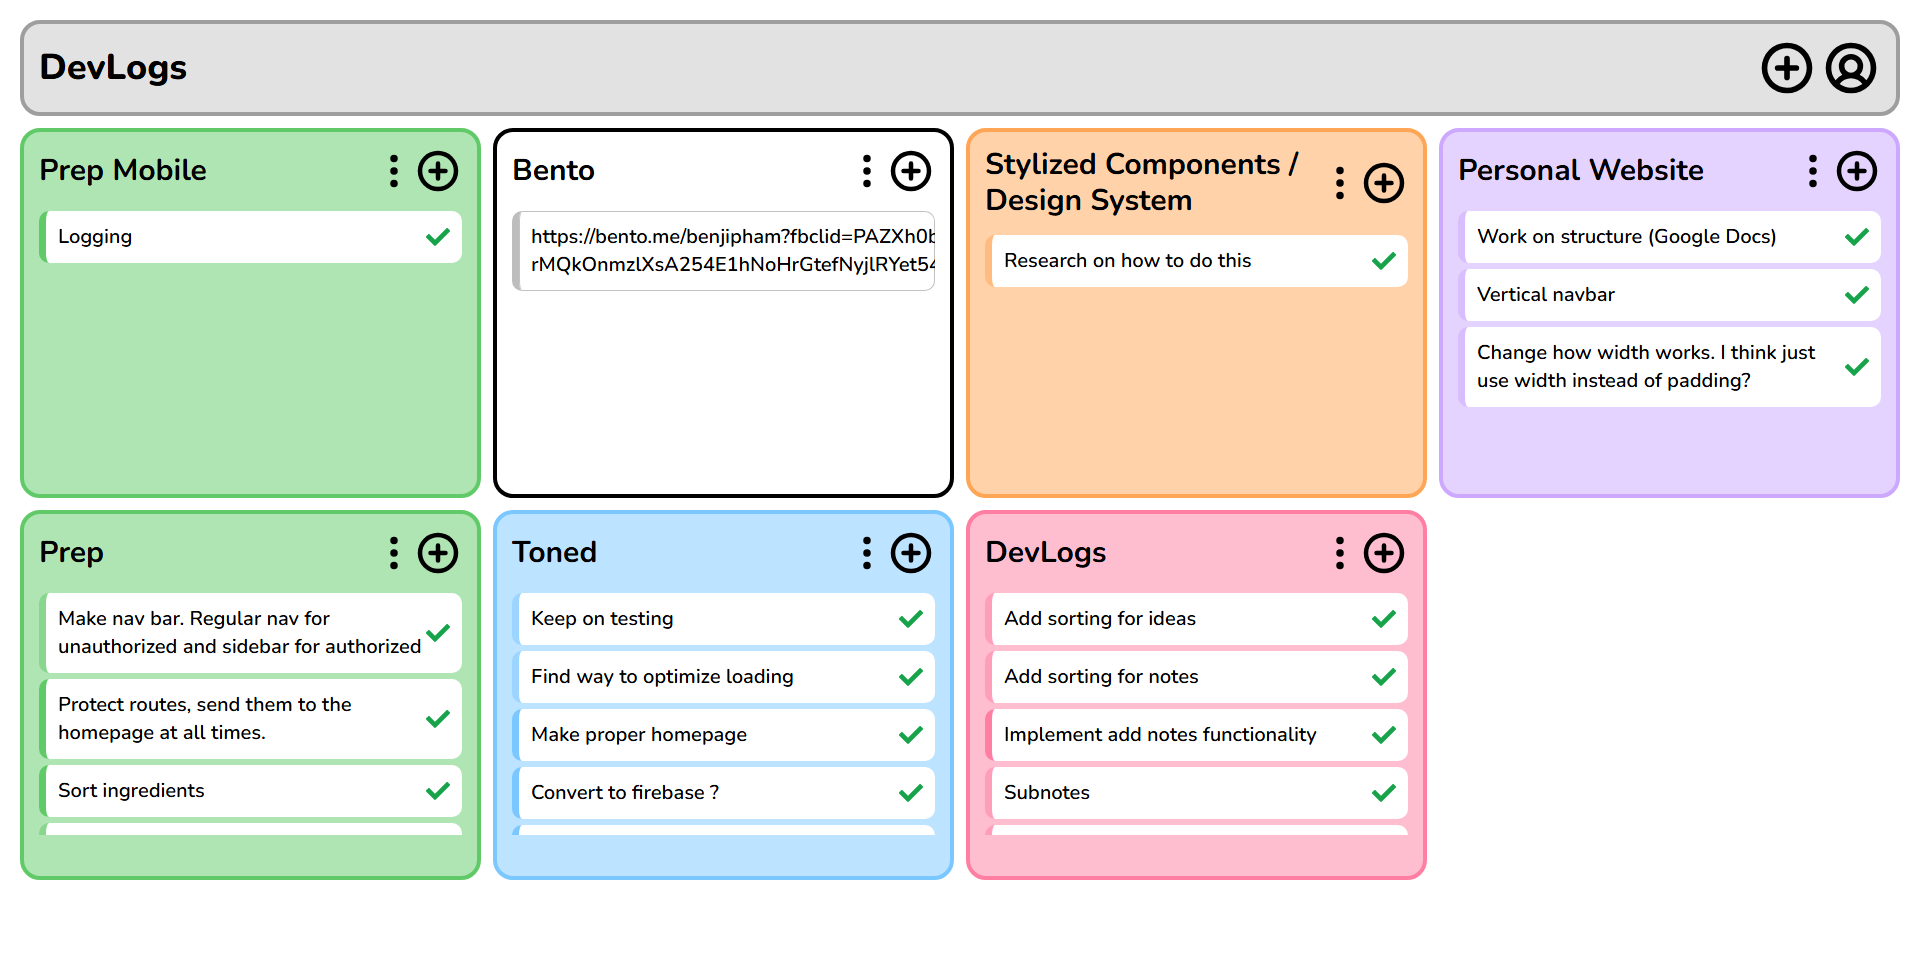 DevLogs
Prep Mobile
Logging
Bento
https://bento.me/benjipham?fbclid=PAZXh0b
rMQkOnmzlXsA254E1hNoHrGtefNyjlRYet54
Stylized Components /
Design System
Research on how to do this
Personal Website
Work on structure (Google Docs)
Vertical navbar
Change how width works. I think just
use width instead of padding?
Prep
Make nav bar. Regular nav for
unauthorized and sidebar for authorized
Protect routes, send them to the
homepage at all times.
Sort ingredients
Toned
Keep on testing
Find way to optimize loading
Make proper homepage
Convert to firebase ?
DevLogs
Add sorting for ideas
Add sorting for notes
Implement add notes functionality
Subnotes